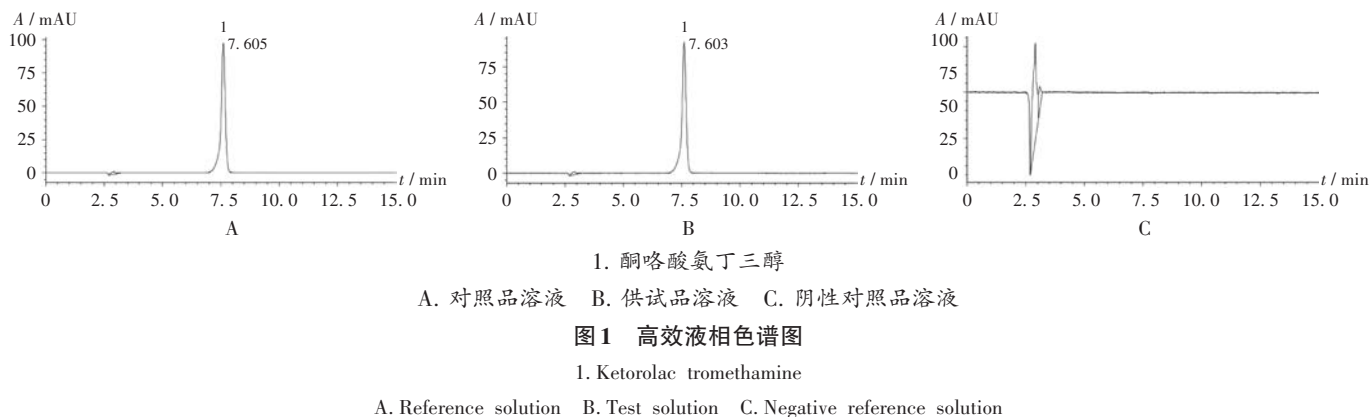 A / mAU
1
7. 605
100
75
50
25
0
t / min
0 2. 5 5. 0 7. 5 10. 0 12. 5 15. 0
A
A / mAU
1
7. 603
75
50
25
0
t / min
0 2. 5 5. 0 7. 5 10. 0 12. 5 15. 0
B
A / mAU
100
75
50
25
0
t / min
0 2. 5 5. 0 7. 5 10. 0 12. 5 15. 0
C
1. 酮咯酸氨丁三醇
A. 对照品溶液 B. 供试品溶液 C. 阴性对照品溶液
图1 高效液相色谱图
1. Ketorolac tromethamine
A. Reference solution B. Test solution C. Negative reference solution